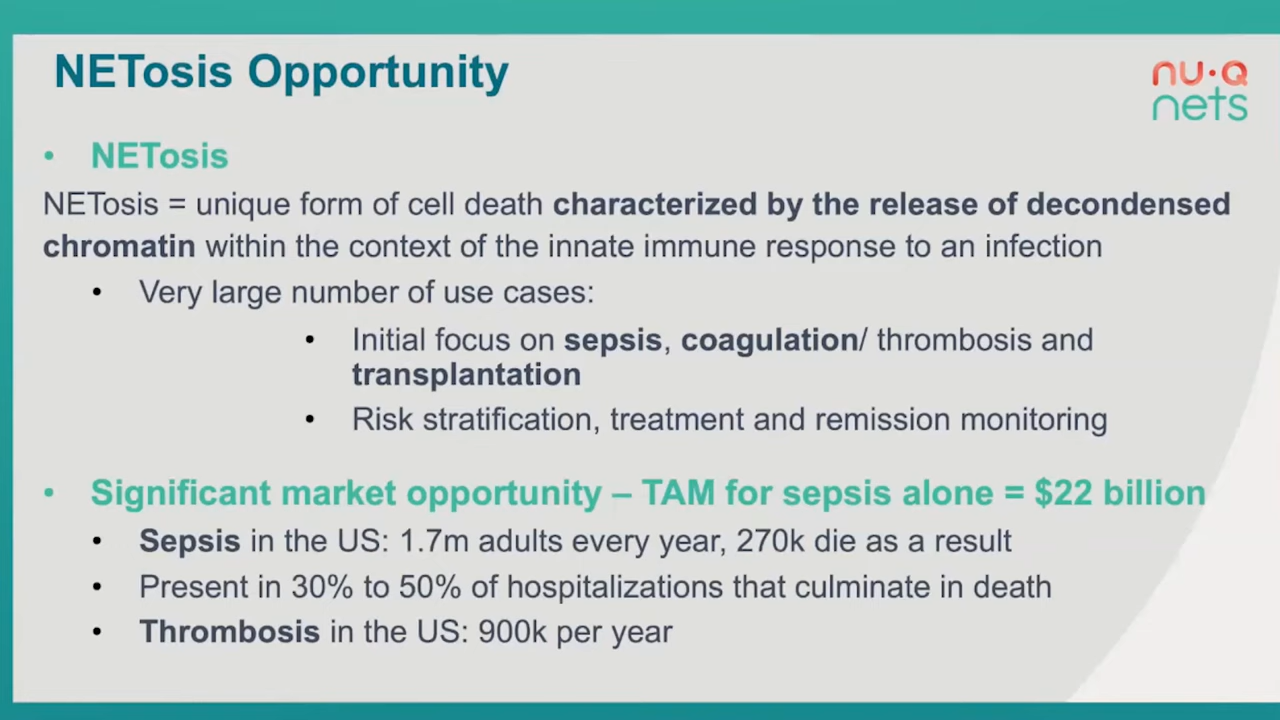 NETosis Opportunity
nu·Q
nets
• NETosis
NETosis = unique form of cell death characterized by the release of decondensed
chromatin within the context of the innate immune response to an infection
• Very large number of use cases:
• Initial focus on sepsis, coagulation/ thrombosis and
transplantation
• Risk stratification, treatment and remission monitoring
• Significant market opportunity – TAM for sepsis alone = $22 billion
• Sepsis in the US: 1.7m adults every year, 270k die as a result
• Present in 30% to 50% of hospitalizations that culminate in death
• Thrombosis in the US: 900k per year